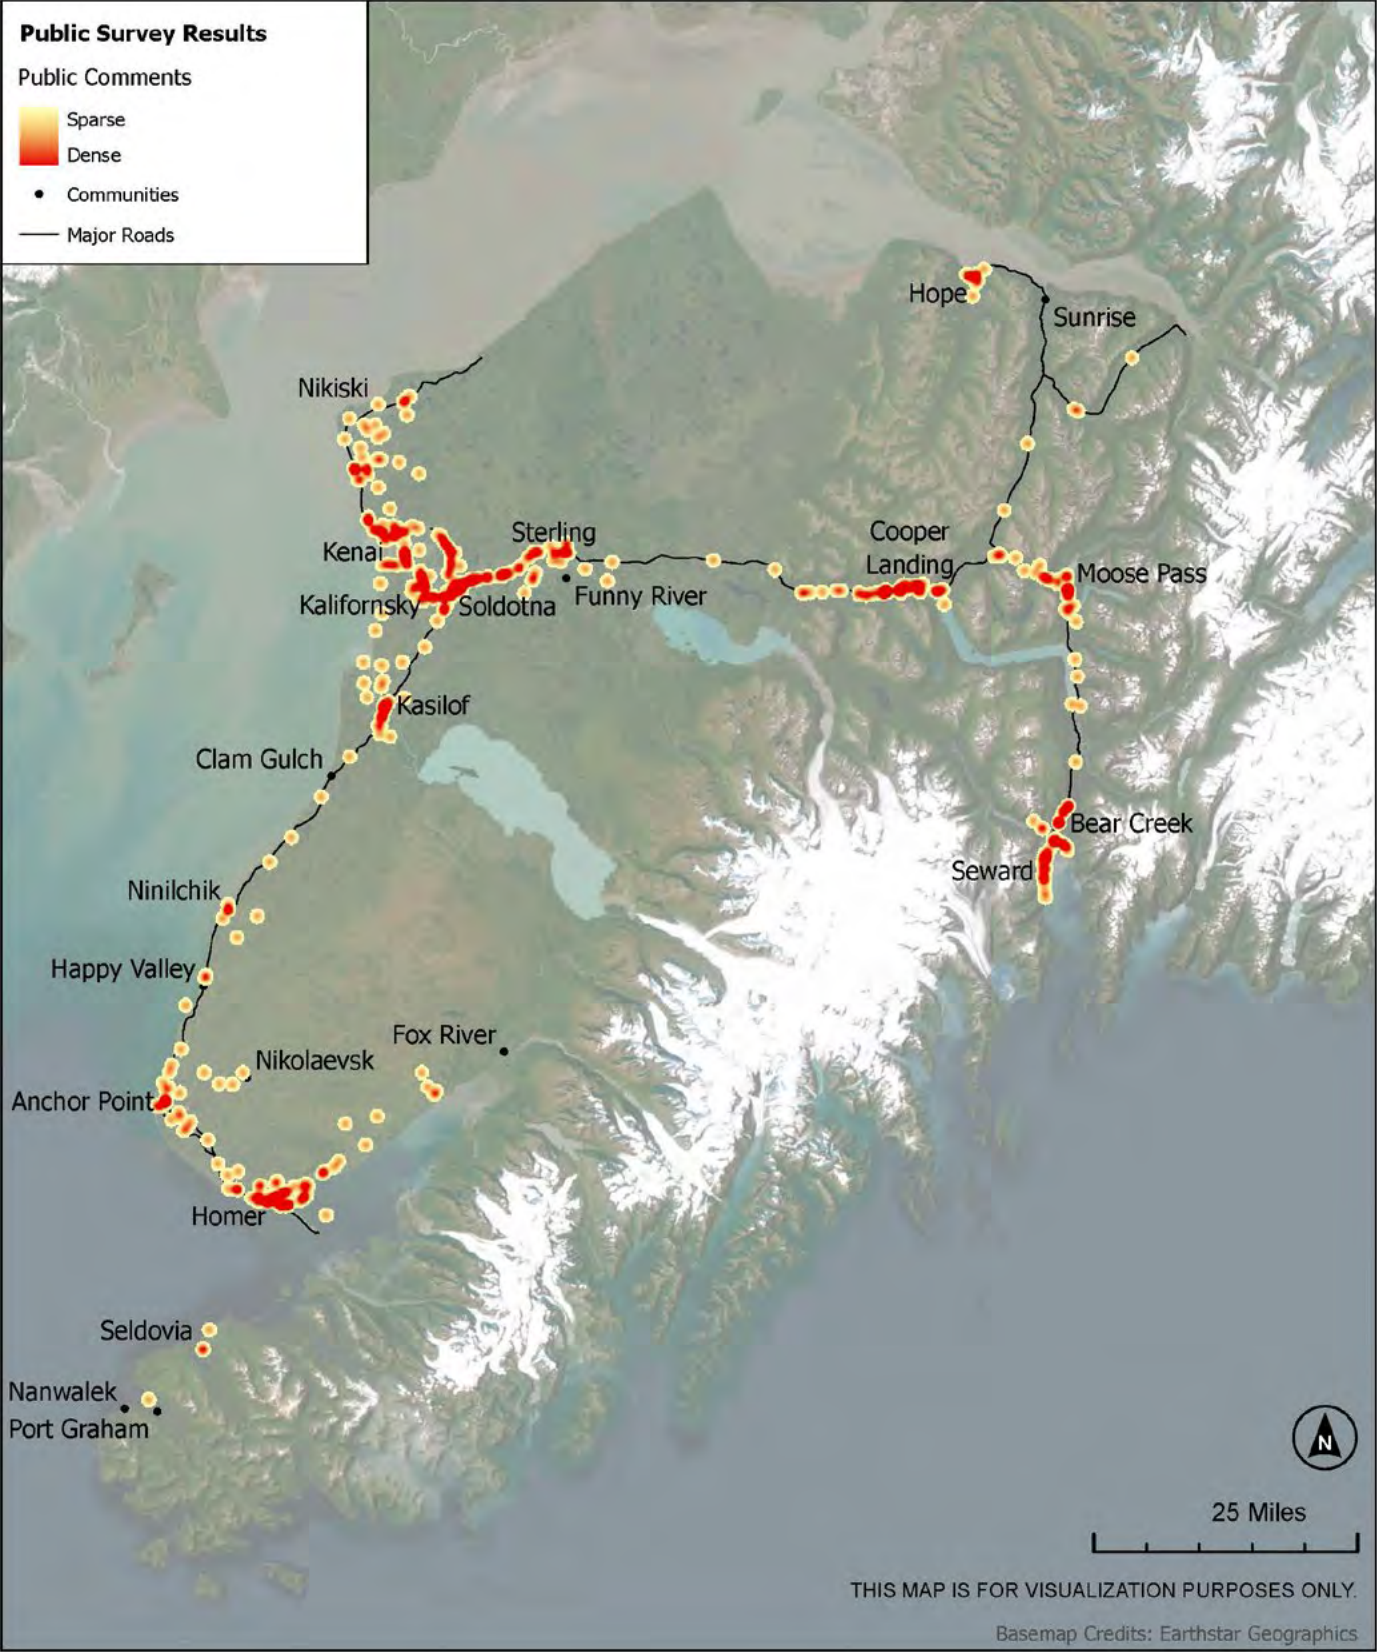 Public Survey Results
Public Comments
Sparse
Dense
Communities
Major Roads
Hope
Sunrise
Nikiski
Sterling
Cooper
Landing
Kenai
Moose Pass
Kalifornsky
Soldotna
Funny River
Kasilof
Clam Gulch
Bear Creek
Seward
Ninilchik
Happy Valley
Fox River
Nikolaevsk
Anchor Point
Homer
Seldovia
Nanwalek
Port Graham
N
25 Miles
THIS MAP IS FOR VISUALIZATION PURPOSES ONLY.
Basemap Credits: Earthstar Geographics